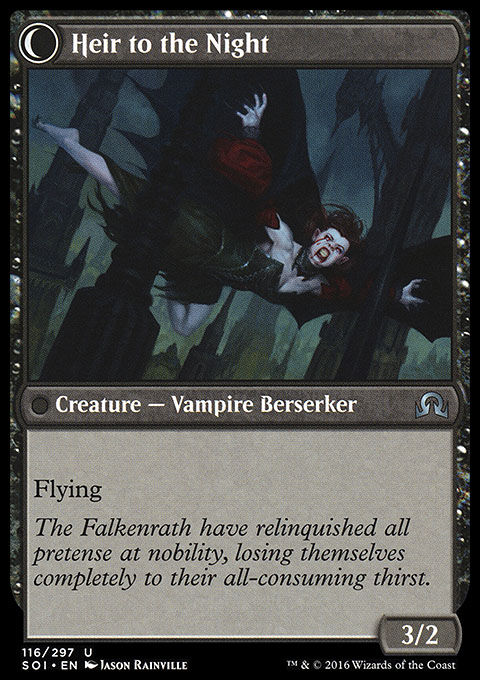 Heir to the Night
Creature — Vampire Berserker
Flying
The Falkenrath have relinquished all
pretense at nobility, losing themselves
completely to their all-consuming thirst.
3/2
116/297 U
SOI • EN Jason Rainville
™ & © 2016 Wizards of the Coast